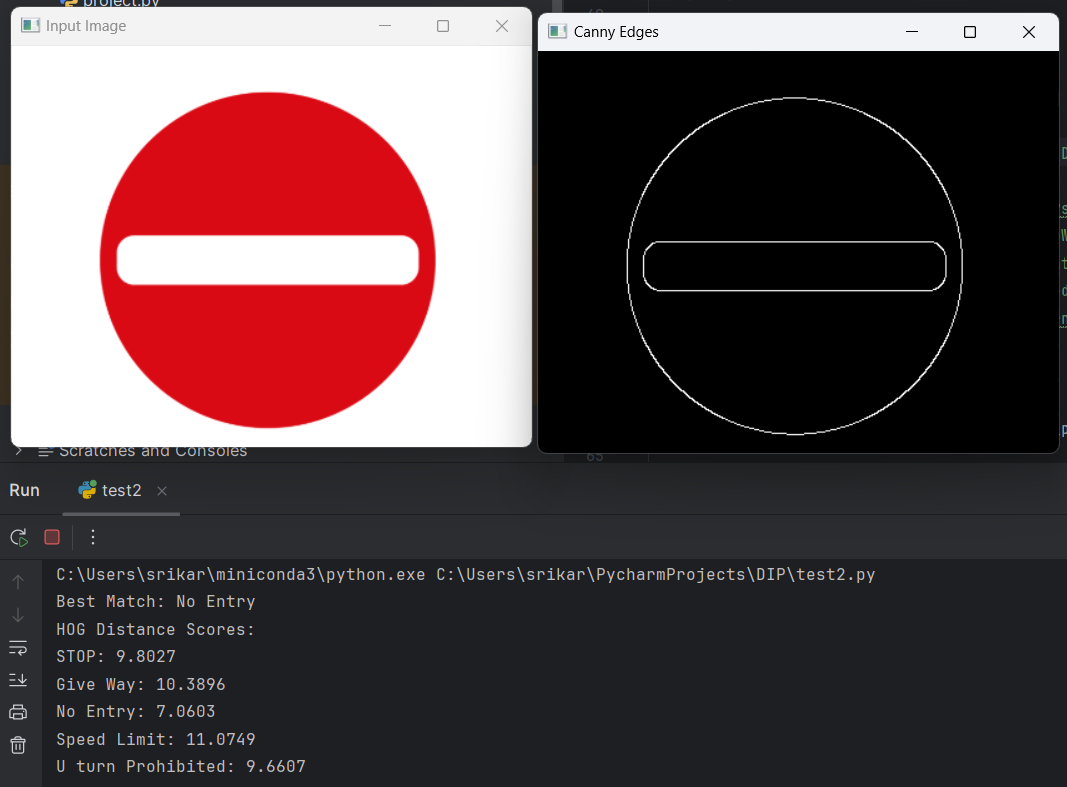 project.py
Input Image
Canny Edges
Scratches and Consoles
Run
test2
C:\Users\srikar\miniconda3\python.exe C:\Users\srikar\PycharmProjects\DIP\test2.py
Best Match: No Entry
HOG Distance Scores:
STOP: 9.8027
Give Way: 10.3896
No Entry: 7.0603
Speed Limit: 11.0749
U turn Prohibited: 9.6607